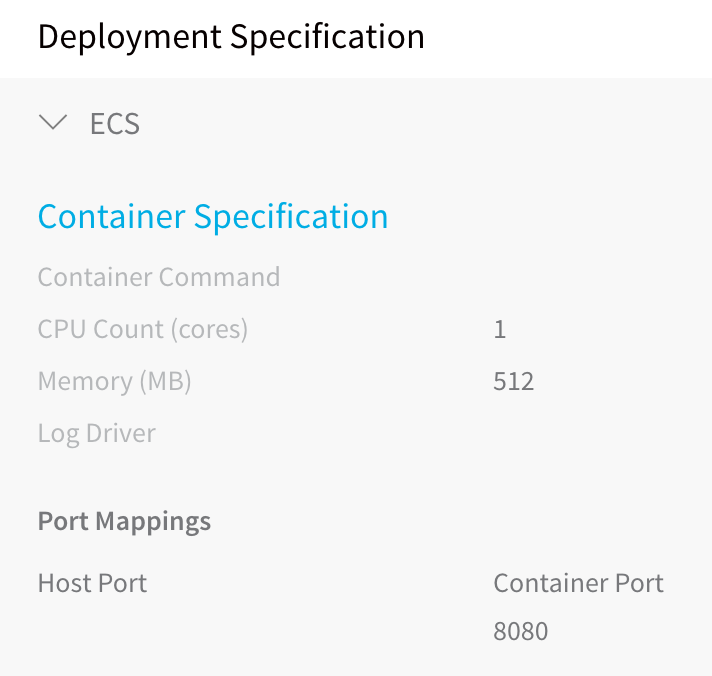 Deployment Specification
ECS
Container Specification
Container Command
CPU Count (cores) 1
Memory (MB) 512
Log Driver
Port Mappings
Host Port Container Port
8080